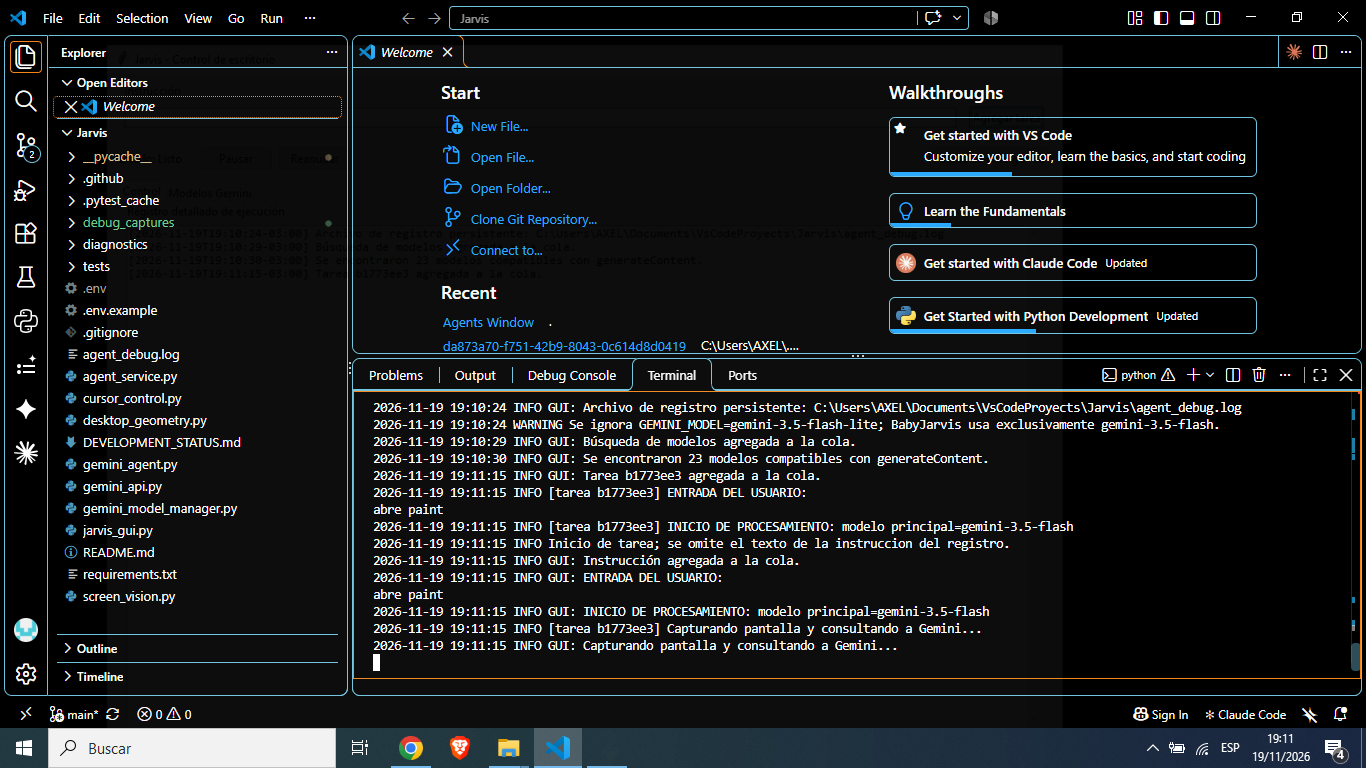 File Edit Selection View Go Run ···
Jarvis
Explorer
Open Editors
Welcome
Jarvis
__pycache__
.github
.pytest_cache
debug_captures
diagnostics
tests
.env
.env.example
.gitignore
agent_debug.log
agent_service.py
cursor_control.py
desktop_geometry.py
DEVELOPMENT_STATUS.md
gemini_agent.py
gemini_api.py
gemini_model_manager.py
jarvis_gui.py
README.md
requirements.txt
screen_vision.py
Outline
Timeline
2
Welcome
Start
New File...
Open File...
Open Folder...
Clone Git Repository...
Connect to...
Recent
Agents Window .
da873a70-f751-42b9-8043-0c614d8d0419 C:\Users\AXEL\....
Walkthroughs
Get started with VS Code
Customize your editor, learn the basics, and start coding
Learn the Fundamentals
Get started with Claude Code Updated
Get Started with Python Development Updated
Problems Output Debug Console Terminal Ports
python
2026-11-19 19:10:24 INFO GUI: Archivo de registro persistente: C:\Users\AXEL\Documents\VsCodeProyects\Jarvis\agent_debug.log
2026-11-19 19:10:24 WARNING Se ignora GEMINI_MODEL=gemini-3.5-flash-lite; BabyJarvis usa exclusivamente gemini-3.5-flash.
2026-11-19 19:10:29 INFO GUI: Búsqueda de modelos agregada a la cola.
2026-11-19 19:10:30 INFO GUI: Se encontraron 23 modelos compatibles con generateContent.
2026-11-19 19:11:15 INFO GUI: Tarea b1773ee3 agregada a la cola.
2026-11-19 19:11:15 INFO [tarea b1773ee3] ENTRADA DEL USUARIO:
abre paint
2026-11-19 19:11:15 INFO [tarea b1773ee3] INICIO DE PROCESAMIENTO: modelo principal=gemini-3.5-flash
2026-11-19 19:11:15 INFO Inicio de tarea; se omite el texto de la instruccion del registro.
2026-11-19 19:11:15 INFO GUI: Instrucción agregada a la cola.
2026-11-19 19:11:15 INFO GUI: ENTRADA DEL USUARIO:
abre paint
2026-11-19 19:11:15 INFO GUI: INICIO DE PROCESAMIENTO: modelo principal=gemini-3.5-flash
2026-11-19 19:11:15 INFO [tarea b1773ee3] Capturando pantalla y consultando a Gemini...
2026-11-19 19:11:15 INFO GUI: Capturando pantalla y consultando a Gemini...
main* 0 0
Sign In Claude Code
Buscar
ESP
19:11
19/11/2026
4